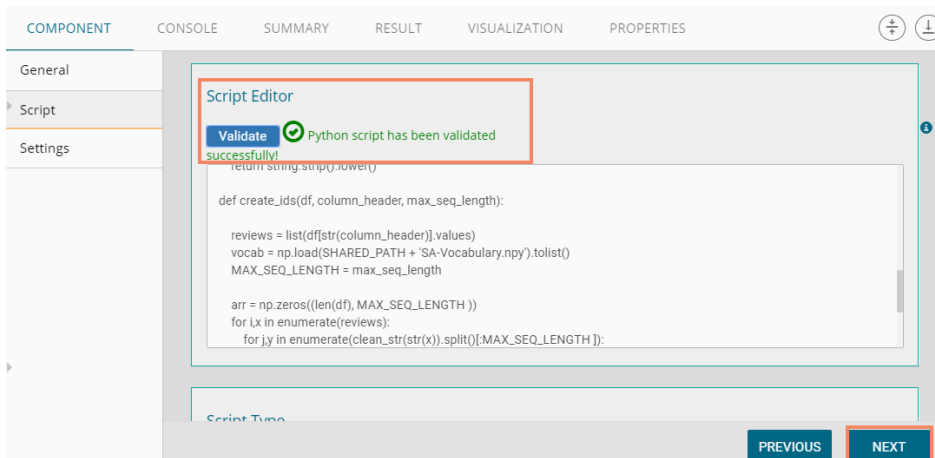 COMPONENT CONSOLE SUMMARY RESULT VISUALIZATION PROPERTIES
General
Script
Settings
Script Editor
Validate Python script has been validated
successfully!
return string.strip().lower()
def create_ids(df, column_header, max_seq_length):
reviews = list(df[str(column_header)].values)
vocab = np.load(SHARED_PATH + 'SA-Vocabulary.npy').tolist()
MAX_SEQ_LENGTH = max_seq_length
arr = np.zeros((len(df), MAX_SEQ_LENGTH ))
for i,x in enumerate(reviews):
for j,y in enumerate(clean_str(str(x)).split()[:MAX_SEQ_LENGTH ]):
Script Type
PREVIOUS NEXT